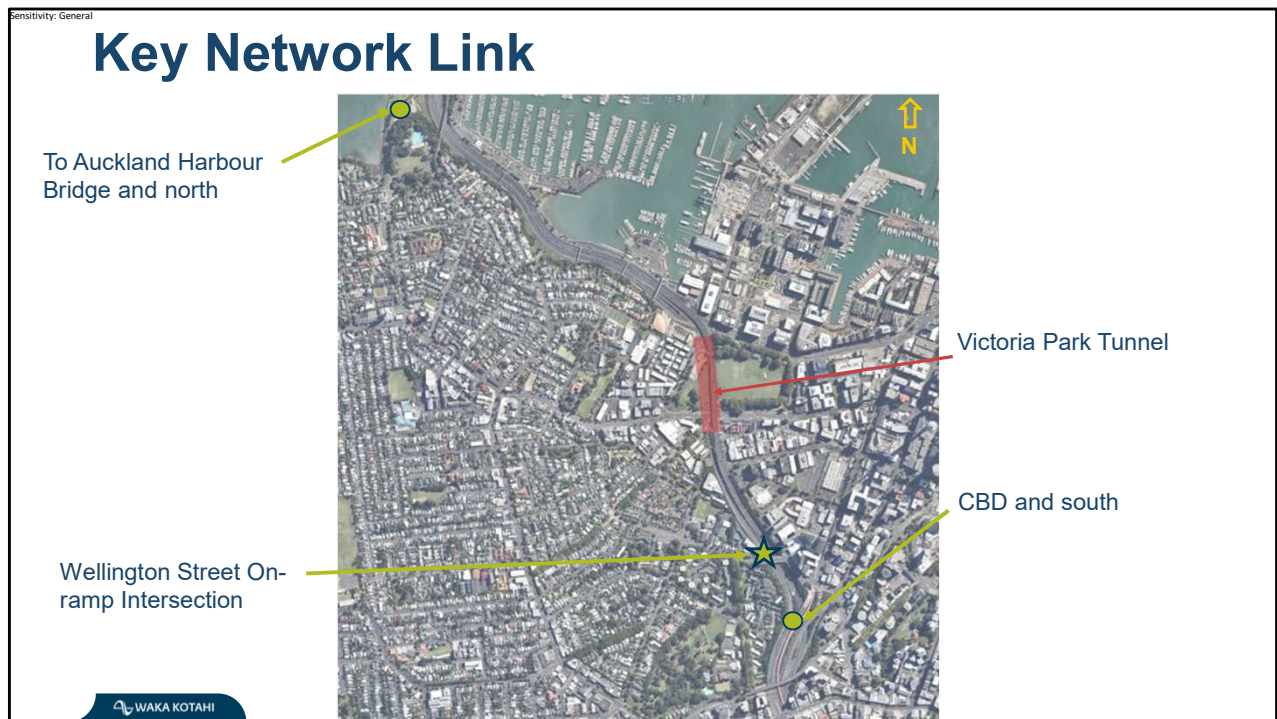 Sensitivity: General
Key Network Link
N
To Auckland Harbour
Bridge and north
Victoria Park Tunnel
CBD and south
Wellington Street On-
ramp Intersection
WAKA KOTAHI